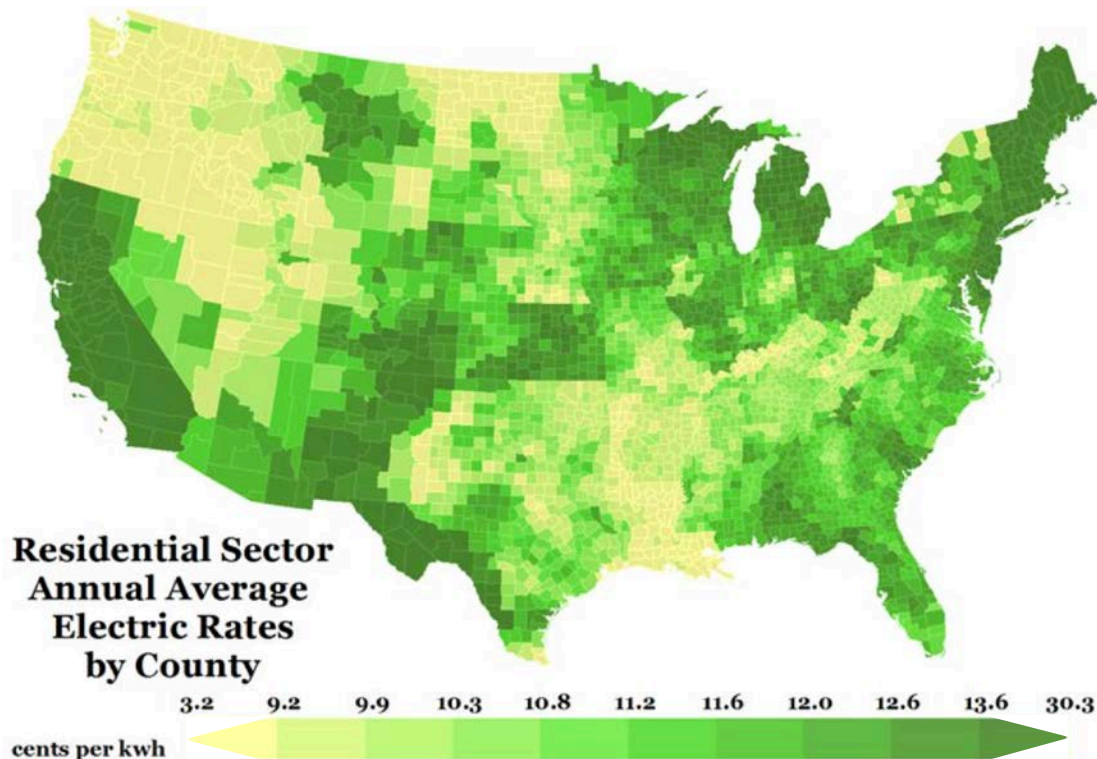 Residential Sector
Annual Average
Electric Rates
by County
3.2 9.2 9.9 10.3 10.8 11.2 11.6 12.0 12.6 13.6 30.3
cents per kwh